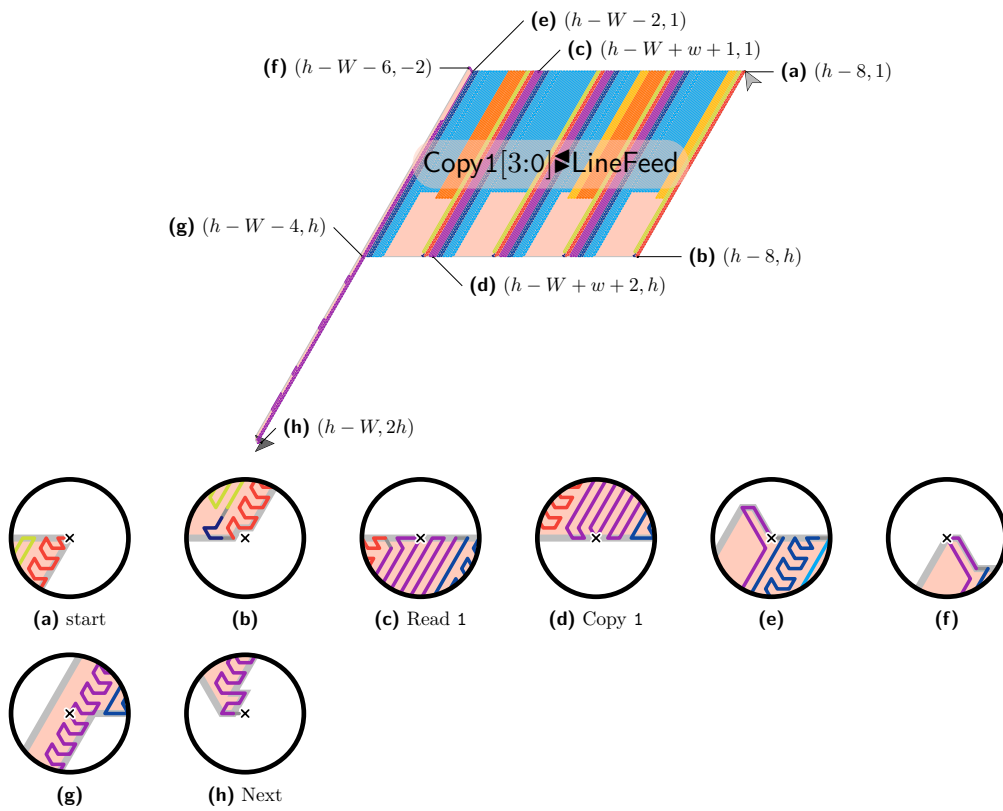 (e) (h − W − 2, 1)
(c) (h − W + w + 1, 1)
(f) (h − W − 6, −2)
(a) (h − 8, 1)
Copy1[3:0]⯈LineFeed
(g) (h − W − 4, h)
(b) (h − 8, h)
(d) (h − W + w + 2, h)
(h) (h − W, 2h)
(a) start
(b)
(c) Read 1
(d) Copy 1
(e)
(f)
(g)
(h) Next